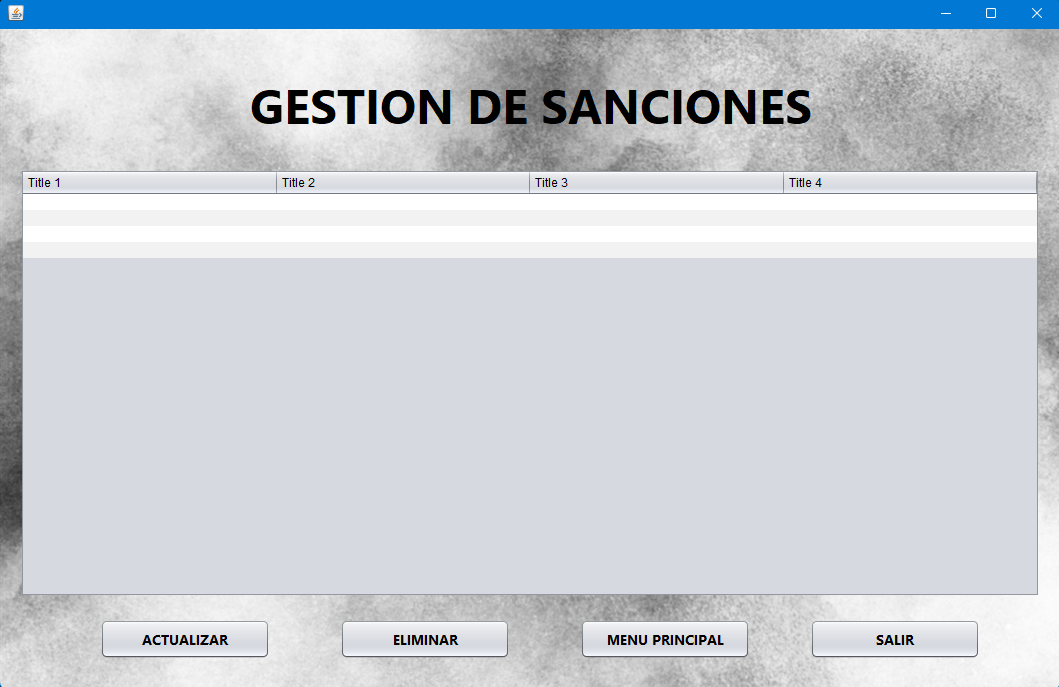 GESTION DE SANCIONES
Title 1 Title 2 Title 3 Title 4
ACTUALIZAR ELIMINAR MENU PRINCIPAL SALIR